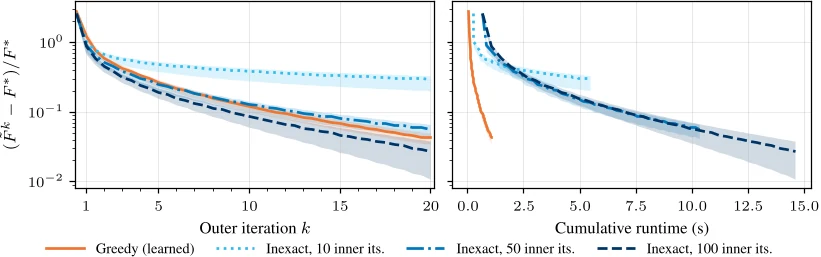 (F̃ᵏ − F*)/F*
10⁰
10⁻¹
10⁻²
1 5 10 15 20
0.0 2.5 5.0 7.5 10.0 12.5 15.0
Outer iteration k
Cumulative runtime (s)
Greedy (learned) Inexact, 10 inner its. Inexact, 50 inner its. Inexact, 100 inner its.